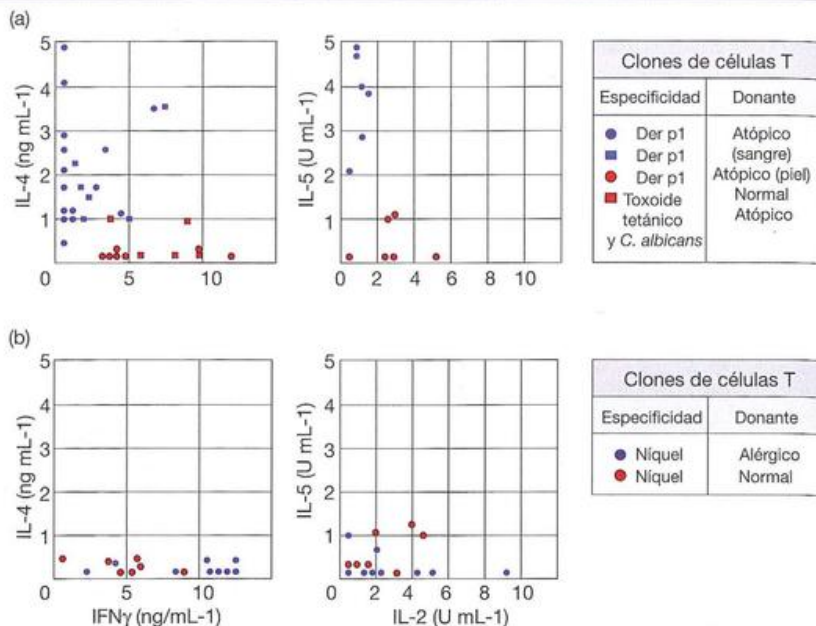 (a)
5
4
3
2
1
0
5
10
IL-4 (ng mL-1)
5
4
3
2
1
0
2
4
6
8
10
IL-5 (U mL-1)
Clones de células T
Especificidad
Donante
Der p1
Der p1
Der p1
Toxoide
tetánico
y C. albicans
Atópico
(sangre)
Atópico (piel)
Normal
Atópico
(b)
5
4
3
2
1
0
5
10
IL-4 (ng mL-1)
IFNγ (ng/mL-1)
5
4
3
2
1
0
2
4
6
8
10
IL-5 (U mL-1)
IL-2 (U mL-1)
Clones de células T
Especificidad
Donante
Níquel
Níquel
Alérgico
Normal